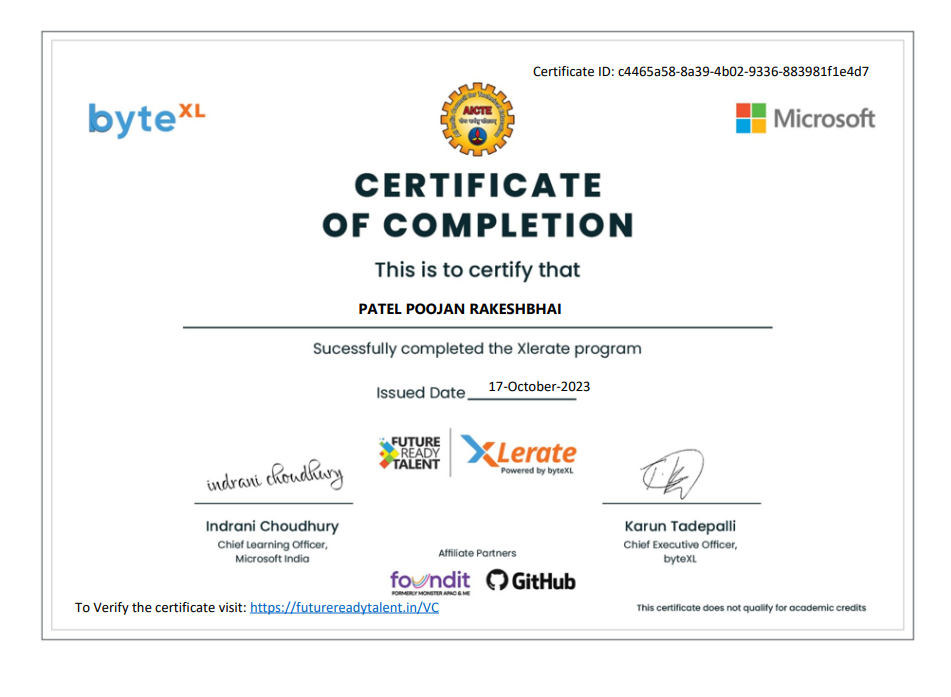 Certificate ID: c4465a58-8a39-4b02-9336-883981f1e4d7
byteXL
AICTE
Microsoft
CERTIFICATE
OF COMPLETION
This is to certify that
PATEL POOJAN RAKESHBHAI
Sucessfully completed the Xlerate program
Issued Date 17-October-2023
FUTURE
READY
TALENT
XLerate
Powered by byteXL
indrani choudhury
Indrani Choudhury
Chief Learning Officer,
Microsoft India
Karun Tadepalli
Chief Executive Officer,
byteXL
Affiliate Partners
foundit
FORMERLY MONSTER APAC & ME
GitHub
To Verify the certificate visit: https://futurereadytalent.in/VC
This certificate does not qualify for academic credits